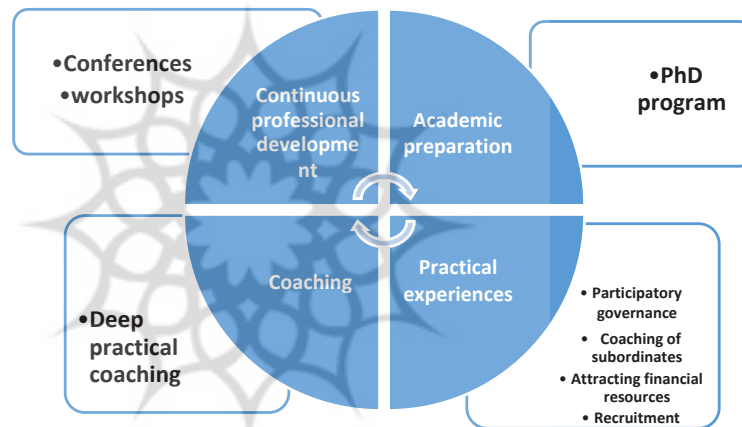 •Conferences
•workshops
Continuous
professional
developme
nt
Academic
preparation
•PhD
program
Coaching
•Deep
practical
coaching
Practical
experiences
• Participatory
governance
• Coaching of
subordinates
• Attracting financial
resources
• Recruitment